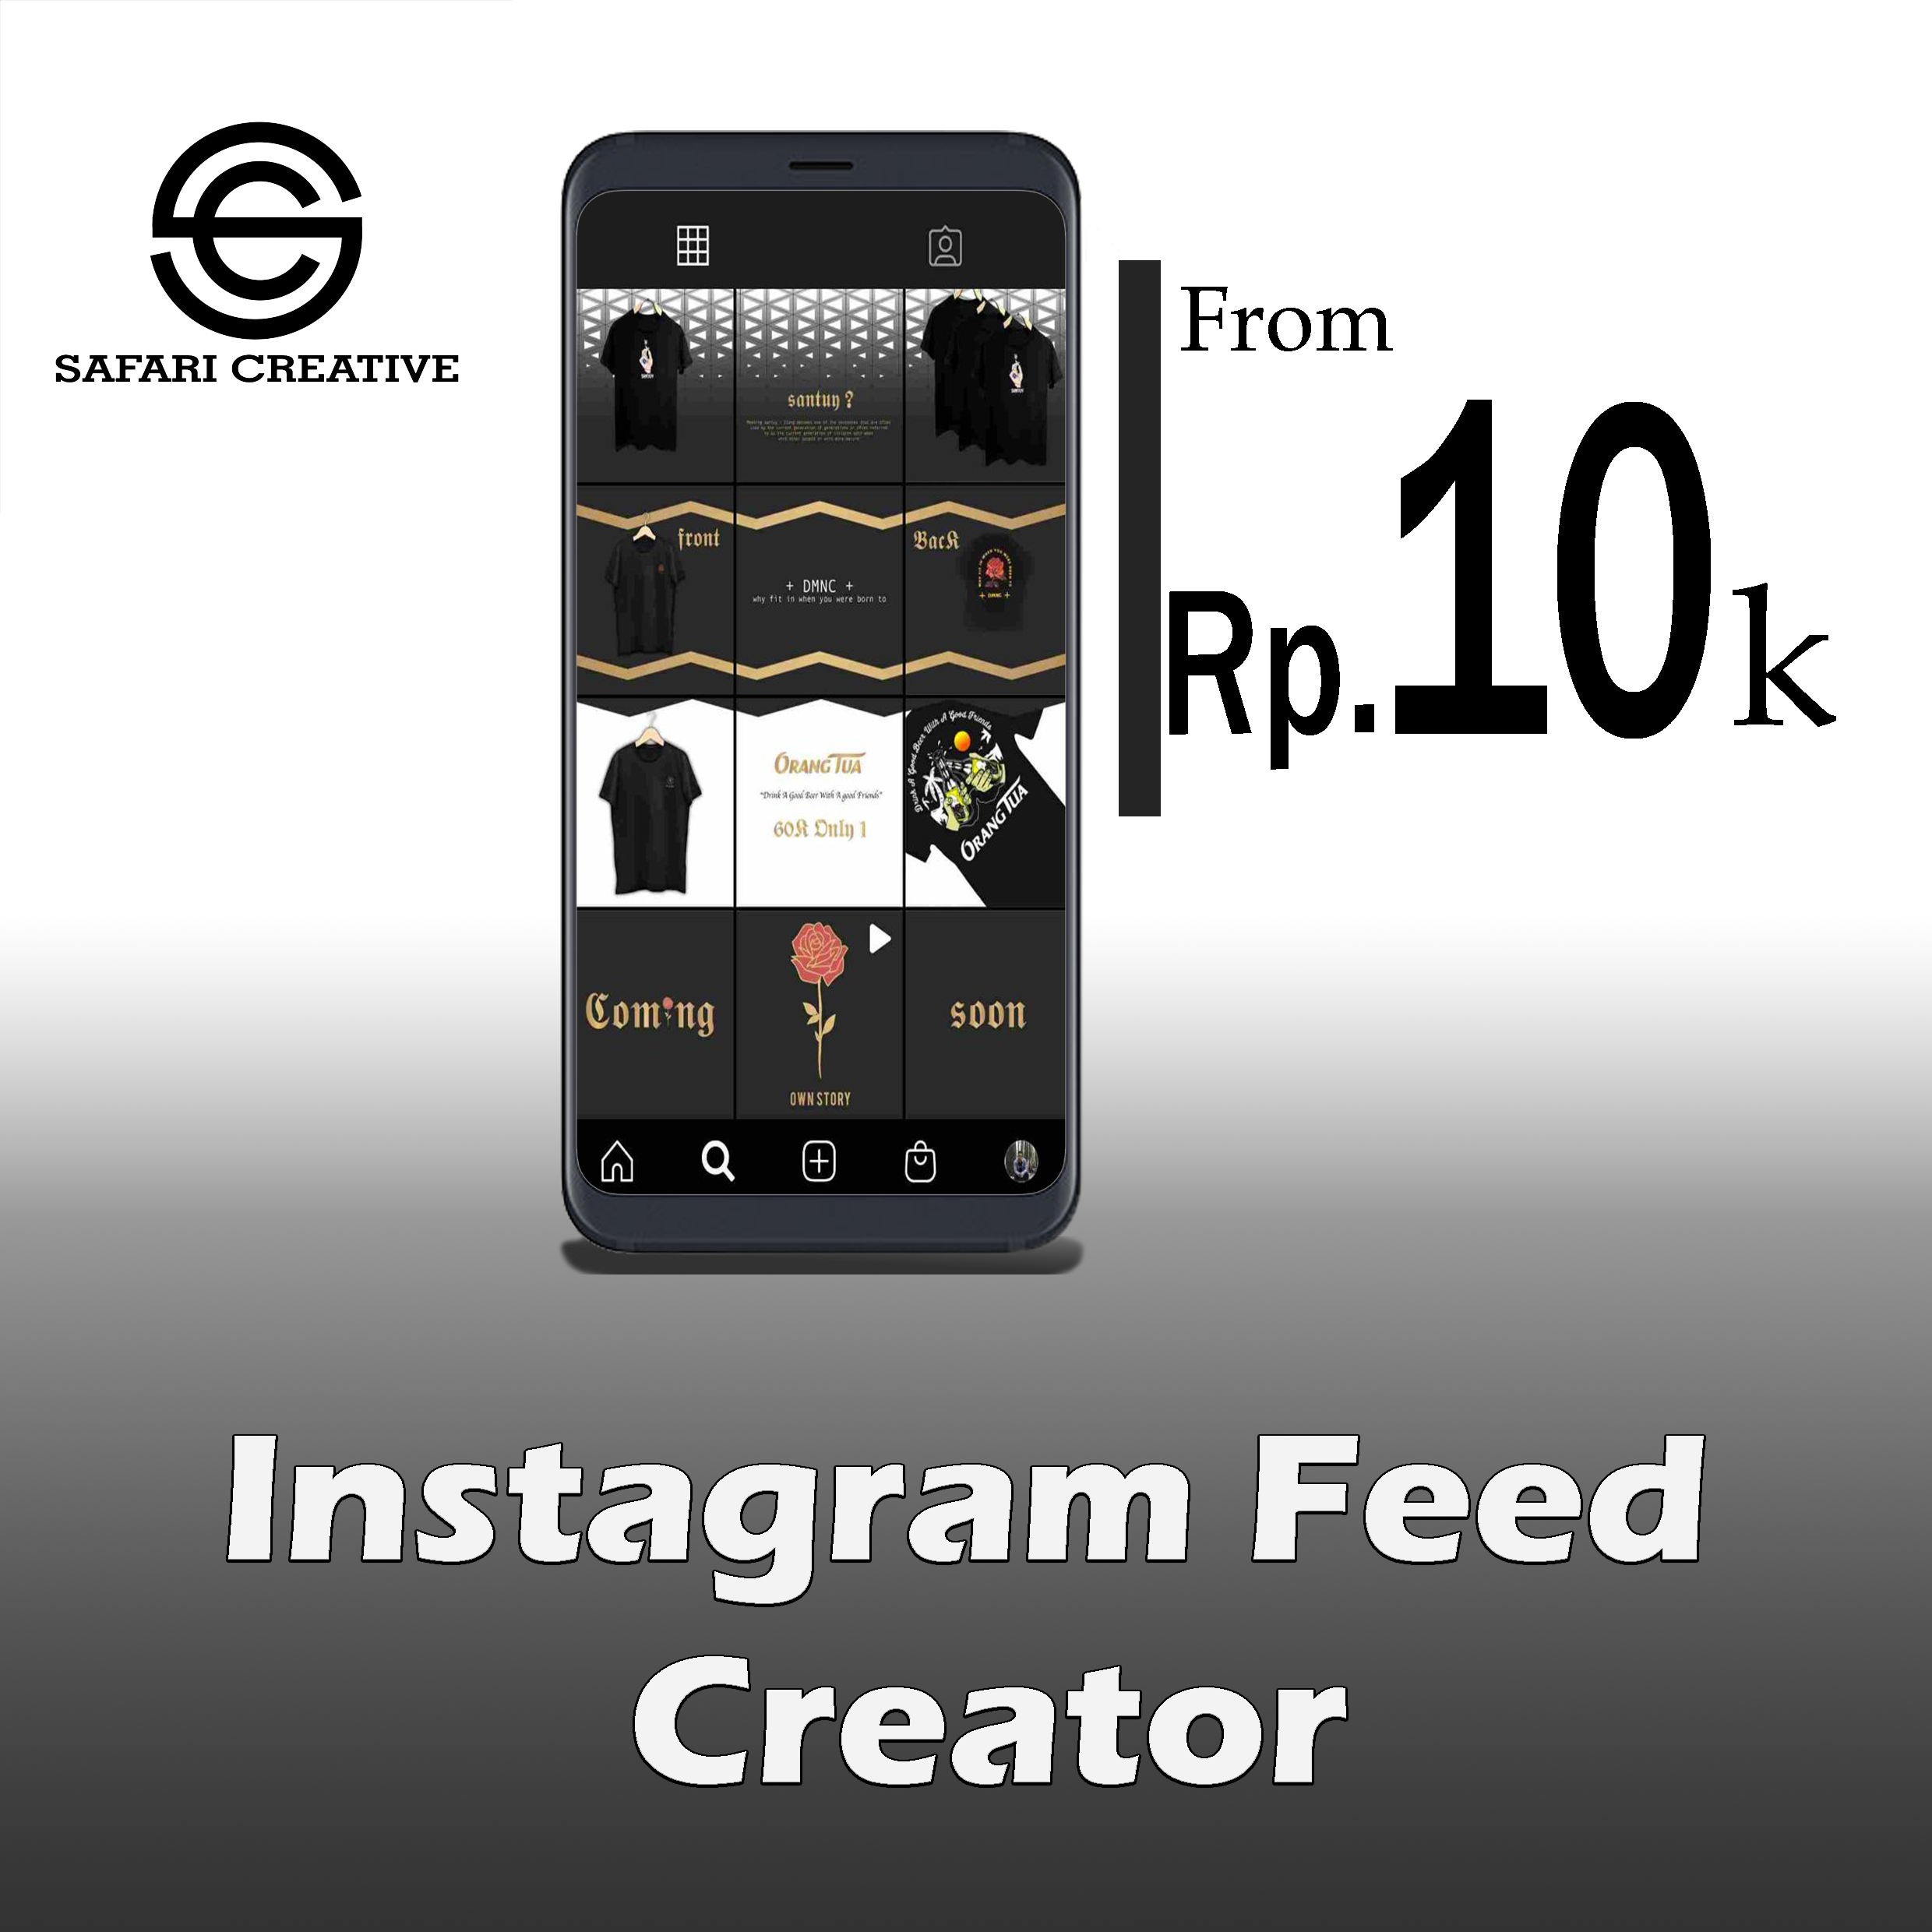 SAFARI CREATIVE
From
Rp.10k
santuy ?
front
+ DMNC +
why fit in when you were born to
Back
+ DMNC +
ORANG TUA
"Drink A Good Beer With A good Friends"
60K Only 1
Drink A Good Beer With A Good Friends
ORANG TUA
Coming
soon
OWN STORY
Instagram Feed
Creator